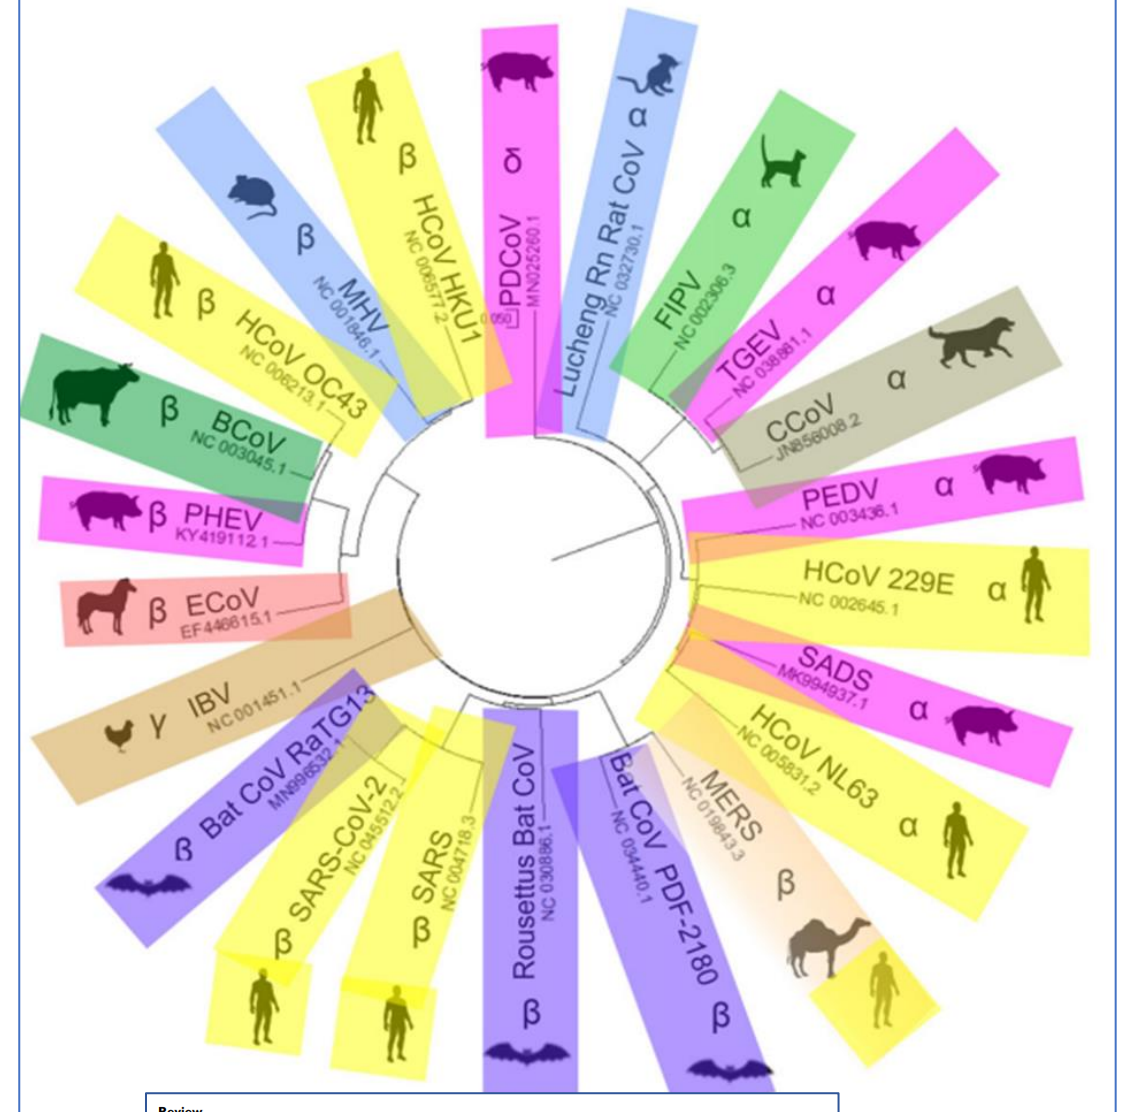 PDCoV
MN025260.1
δ
0.050
Lucheng Rn Rat CoV α
NC 032730.1
FIPV
α
NC 002306.3
TGEV
α
NC 038861.1
CCoV
α
JN856008.2
PEDV
α
NC 003436.1
HCoV 229E
α
NC 002645.1
SADS
MK994937.1
α
HCoV NL63
NC 005831.2
α
MERS
NC 019843.3
β
Bat CoV PDF-2180
NC 034440.1
β
Rousettus Bat CoV
NC 030886.1
β
SARS
NC 004718.3
β
SARS-CoV-2
NC 045512.2
β
Bat CoV RaTG13
MN996532.1
β
IBV
γ
NC 001451.1
β ECoV
EF446615.1
β PHEV
KY419112.1
β
BCoV
NC 003045.1
β HCoV OC43
NC 006213.1
β
MHV
NC 001846.1
β
HCoV HKU1
NC 006577.2
Review